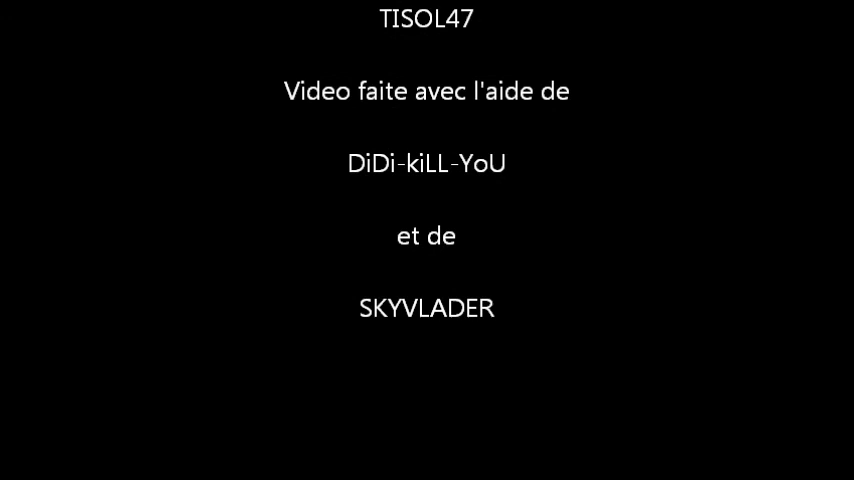 TISOL47
Video faite avec l'aide de
DiDi-kiLL-YoU
et de
SKYVLADER